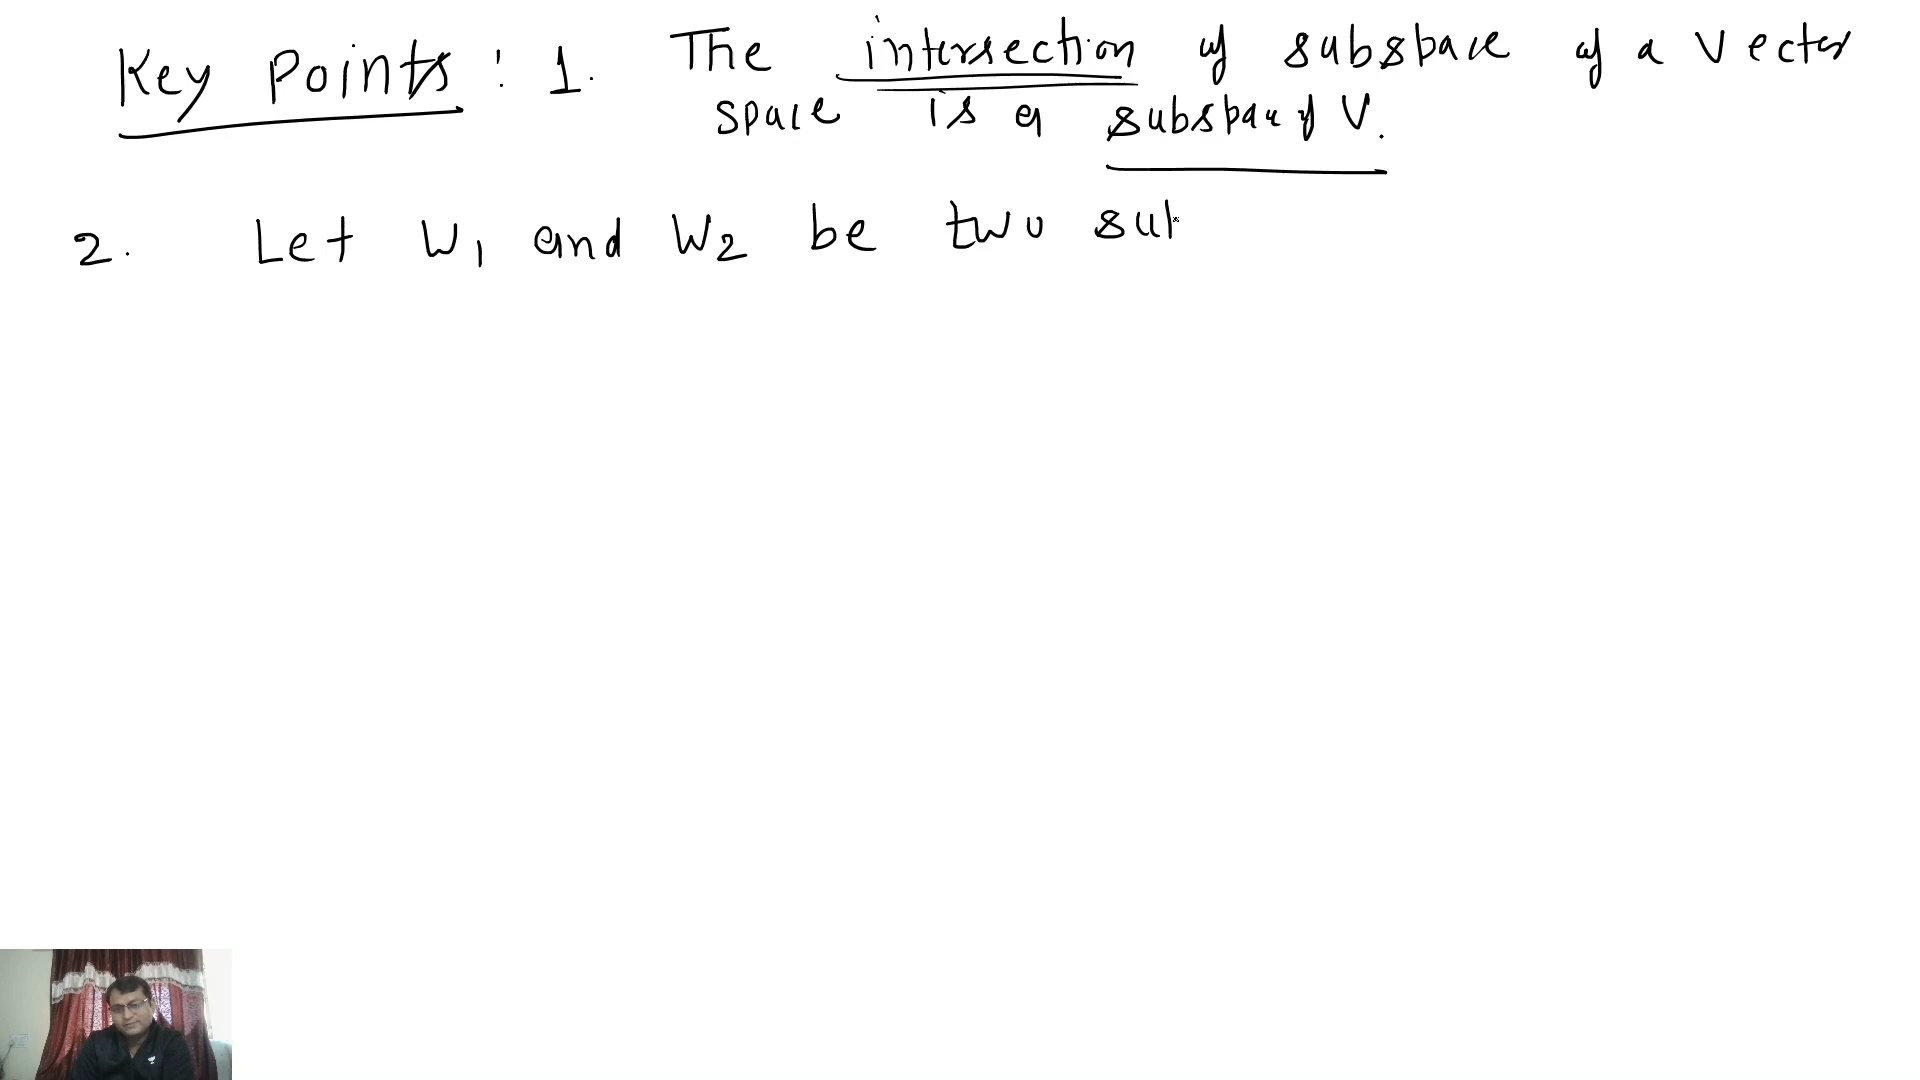 Key Points : 1. The intersection of subspace of a Vector
space is a subspace of V.
2. Let W1 and W2 be two sub